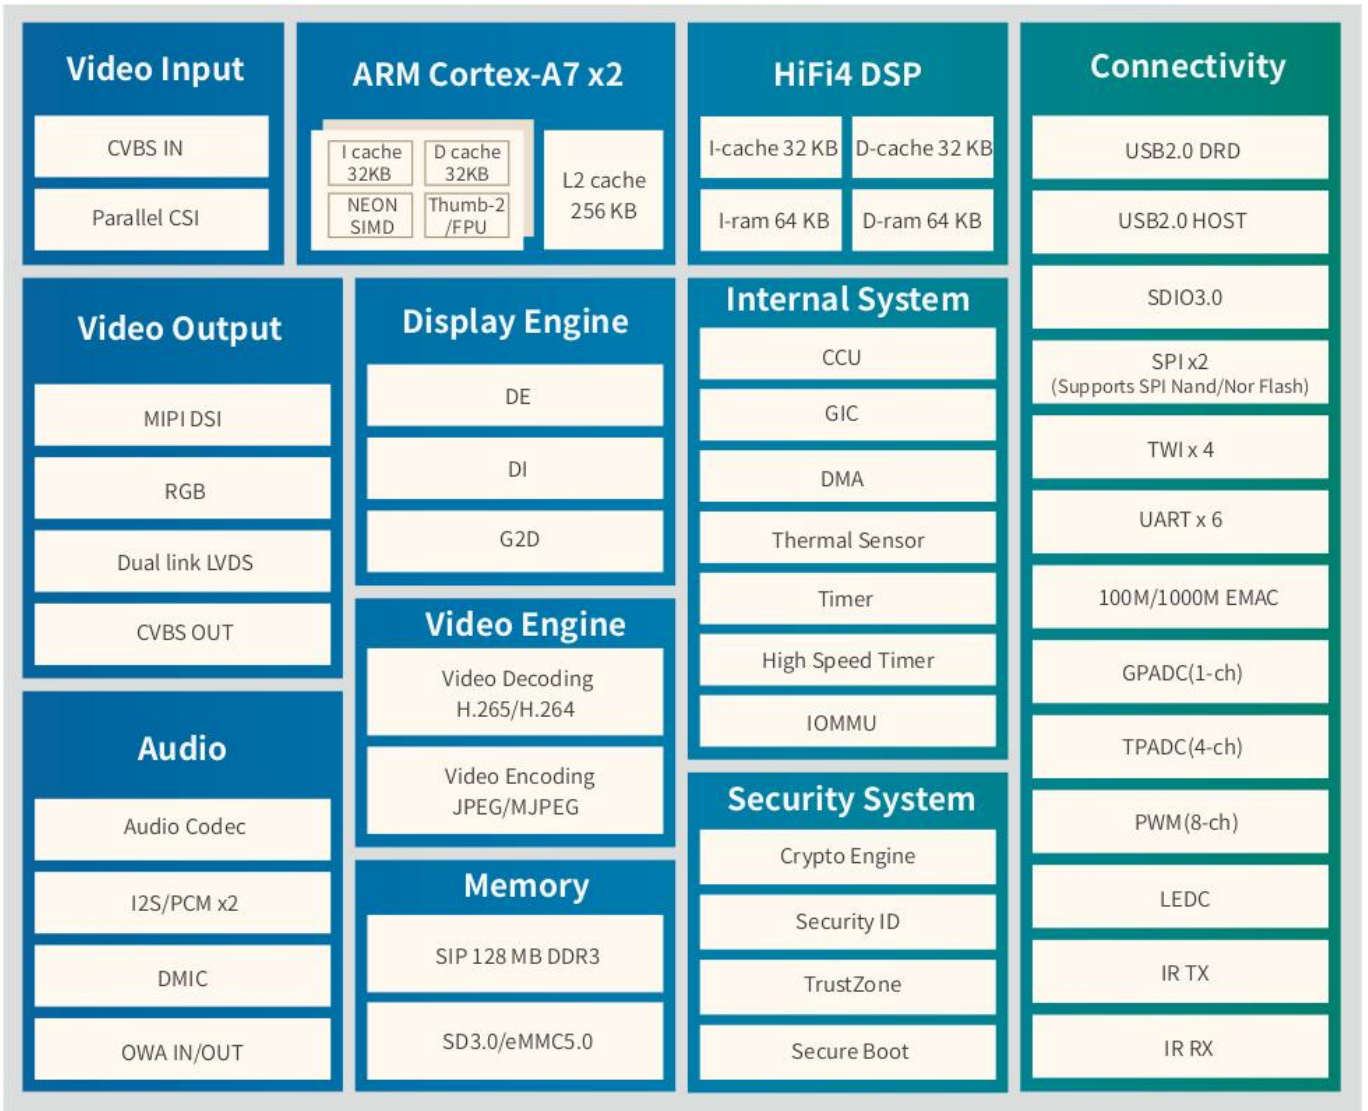 Video Input
CVBS IN
Parallel CSI
ARM Cortex-A7 x2
I cache
32KB
D cache
32KB
NEON
SIMD
Thumb-2
/FPU
L2 cache
256 KB
HiFi4 DSP
I-cache 32 KB
D-cache 32 KB
I-ram 64 KB
D-ram 64 KB
Connectivity
USB2.0 DRD
USB2.0 HOST
SDIO3.0
SPI x2
(Supports SPI Nand/Nor Flash)
TWI x 4
UART x 6
100M/1000M EMAC
GPADC(1-ch)
TPADC(4-ch)
PWM(8-ch)
LEDC
IR TX
IR RX
Video Output
MIPI DSI
RGB
Dual link LVDS
CVBS OUT
Display Engine
DE
DI
G2D
Internal System
CCU
GIC
DMA
Thermal Sensor
Timer
High Speed Timer
IOMMU
Video Engine
Video Decoding
H.265/H.264
Video Encoding
JPEG/MJPEG
Audio
Audio Codec
I2S/PCM x2
DMIC
OWA IN/OUT
Memory
SIP 128 MB DDR3
SD3.0/eMMC5.0
Security System
Crypto Engine
Security ID
TrustZone
Secure Boot